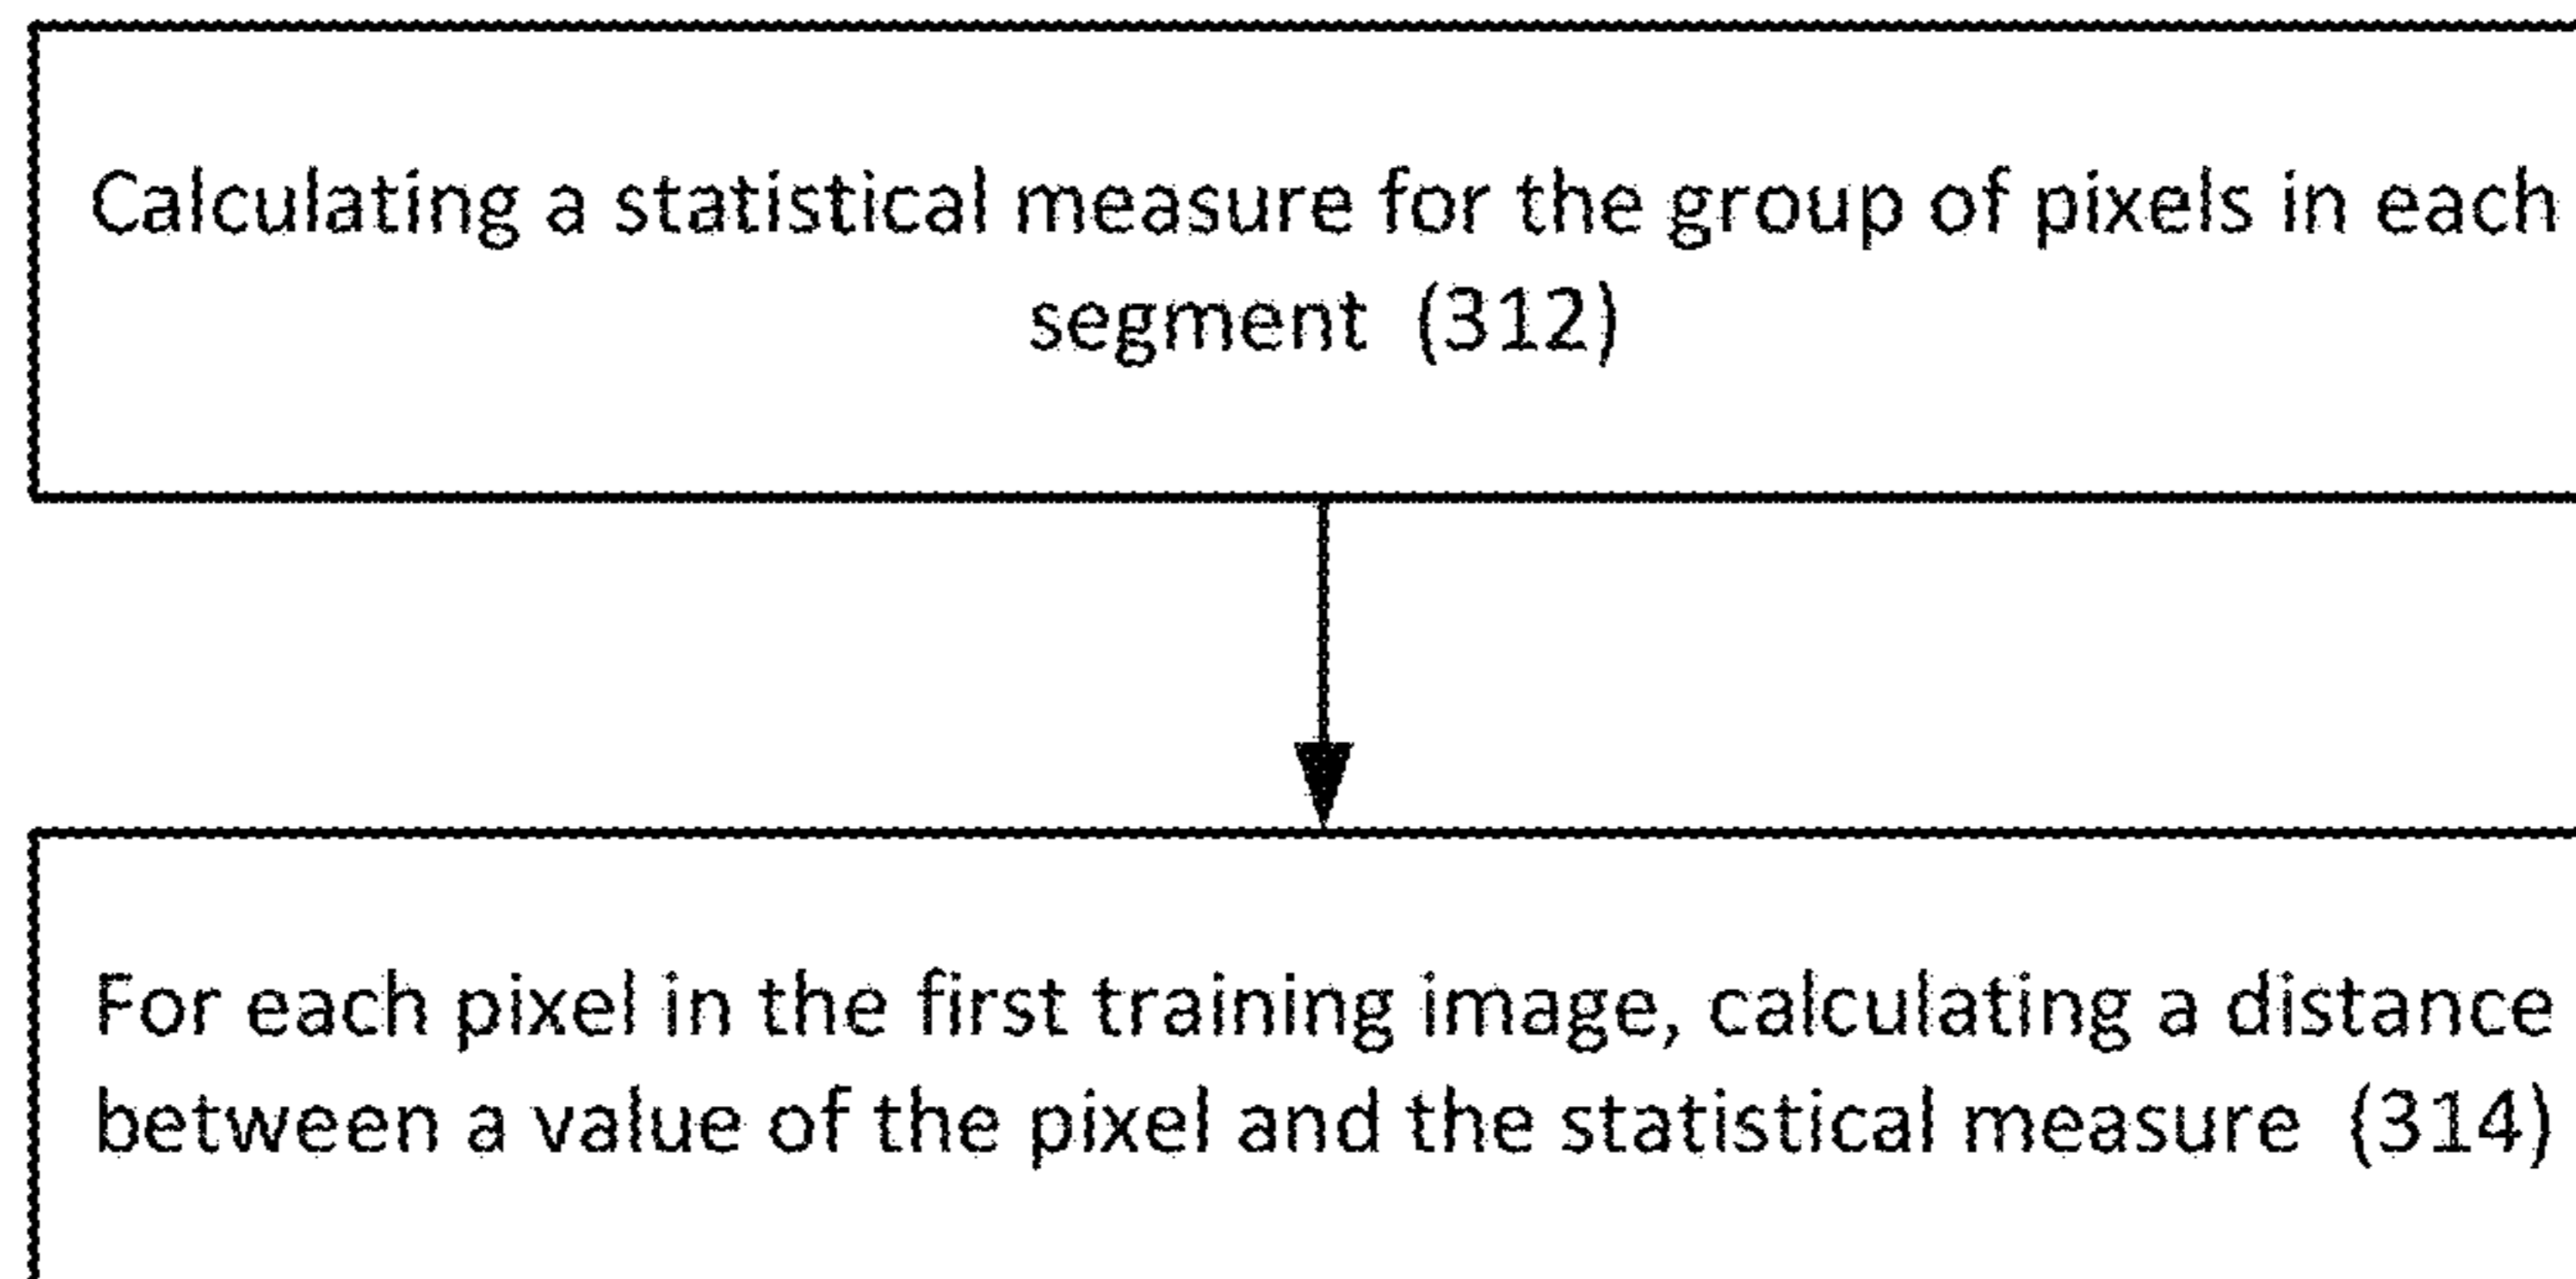 Calculating a statistical measure for the group of pixels in each
segment (312)
For each pixel in the first training image, calculating a distance
between a value of the pixel and the statistical measure (314)